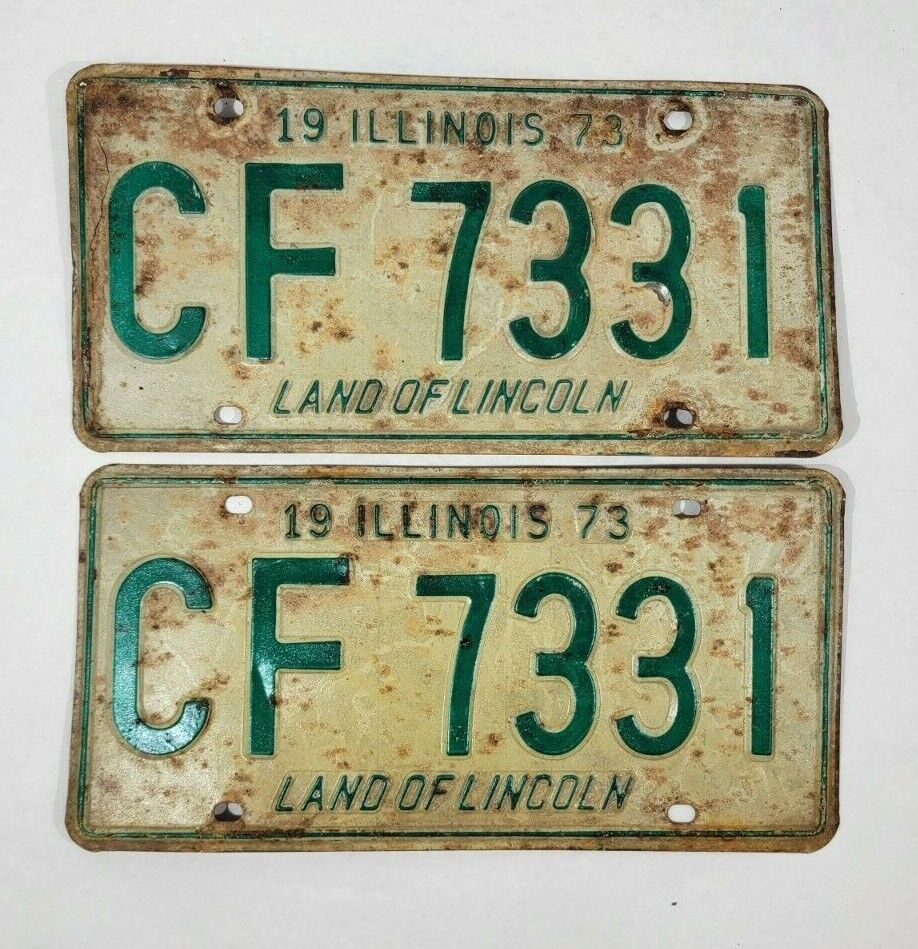 19 ILLINOIS 73
CF 7331
LAND OF LINCOLN
19 ILLINOIS 73
CF 7331
LAND OF LINCOLN